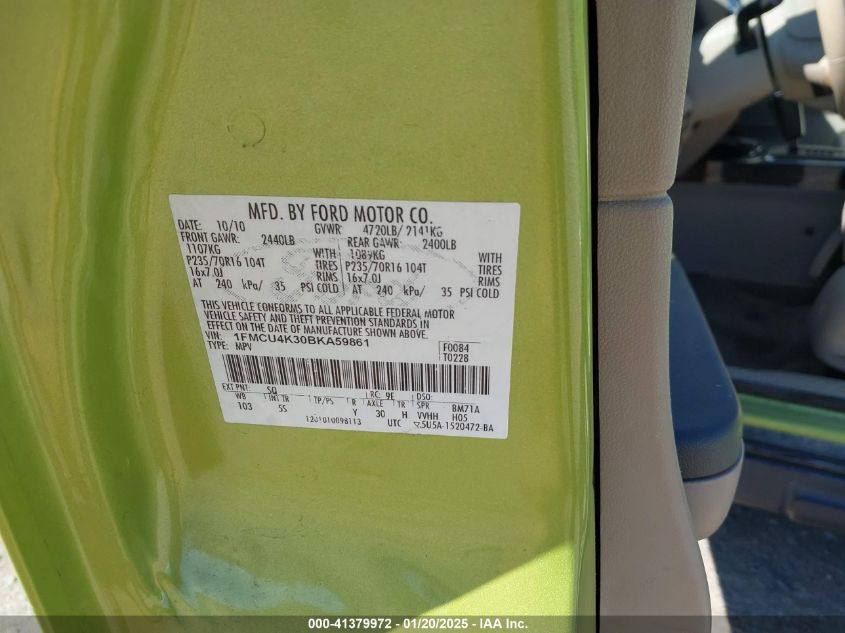 MFD. BY FORD MOTOR CO.
DATE: 10/10 GVWR: 4720LB/ 2141KG
FRONT GAWR: 2440LB REAR GAWR: 2400LB
1107KG WITH 1089KG WITH
P235/70R16 104T TIRES P235/70R16 104T TIRES
16x7.0J RIMS 16x7.0J RIMS
AT 240 kPa/ 35 PSI COLD AT 240 kPa/ 35 PSI COLD
THIS VEHICLE CONFORMS TO ALL APPLICABLE FEDERAL MOTOR
VEHICLE SAFETY AND THEFT PREVENTION STANDARDS IN
EFFECT ON THE DATE OF MANUFACTURE SHOWN ABOVE.
VIN: 1FMCU4K30BKA59861 F0084
TYPE: MPV T0228
EXT PNT: SQ RC: 9E DSO:
WB INT TR TP/PS R AXLE TR SPR BM71A
103 5S Y 30 H VVHH H05
UTC 5U5A-1520472-BA
000-41379972 - 01/20/2025 - IAA Inc.